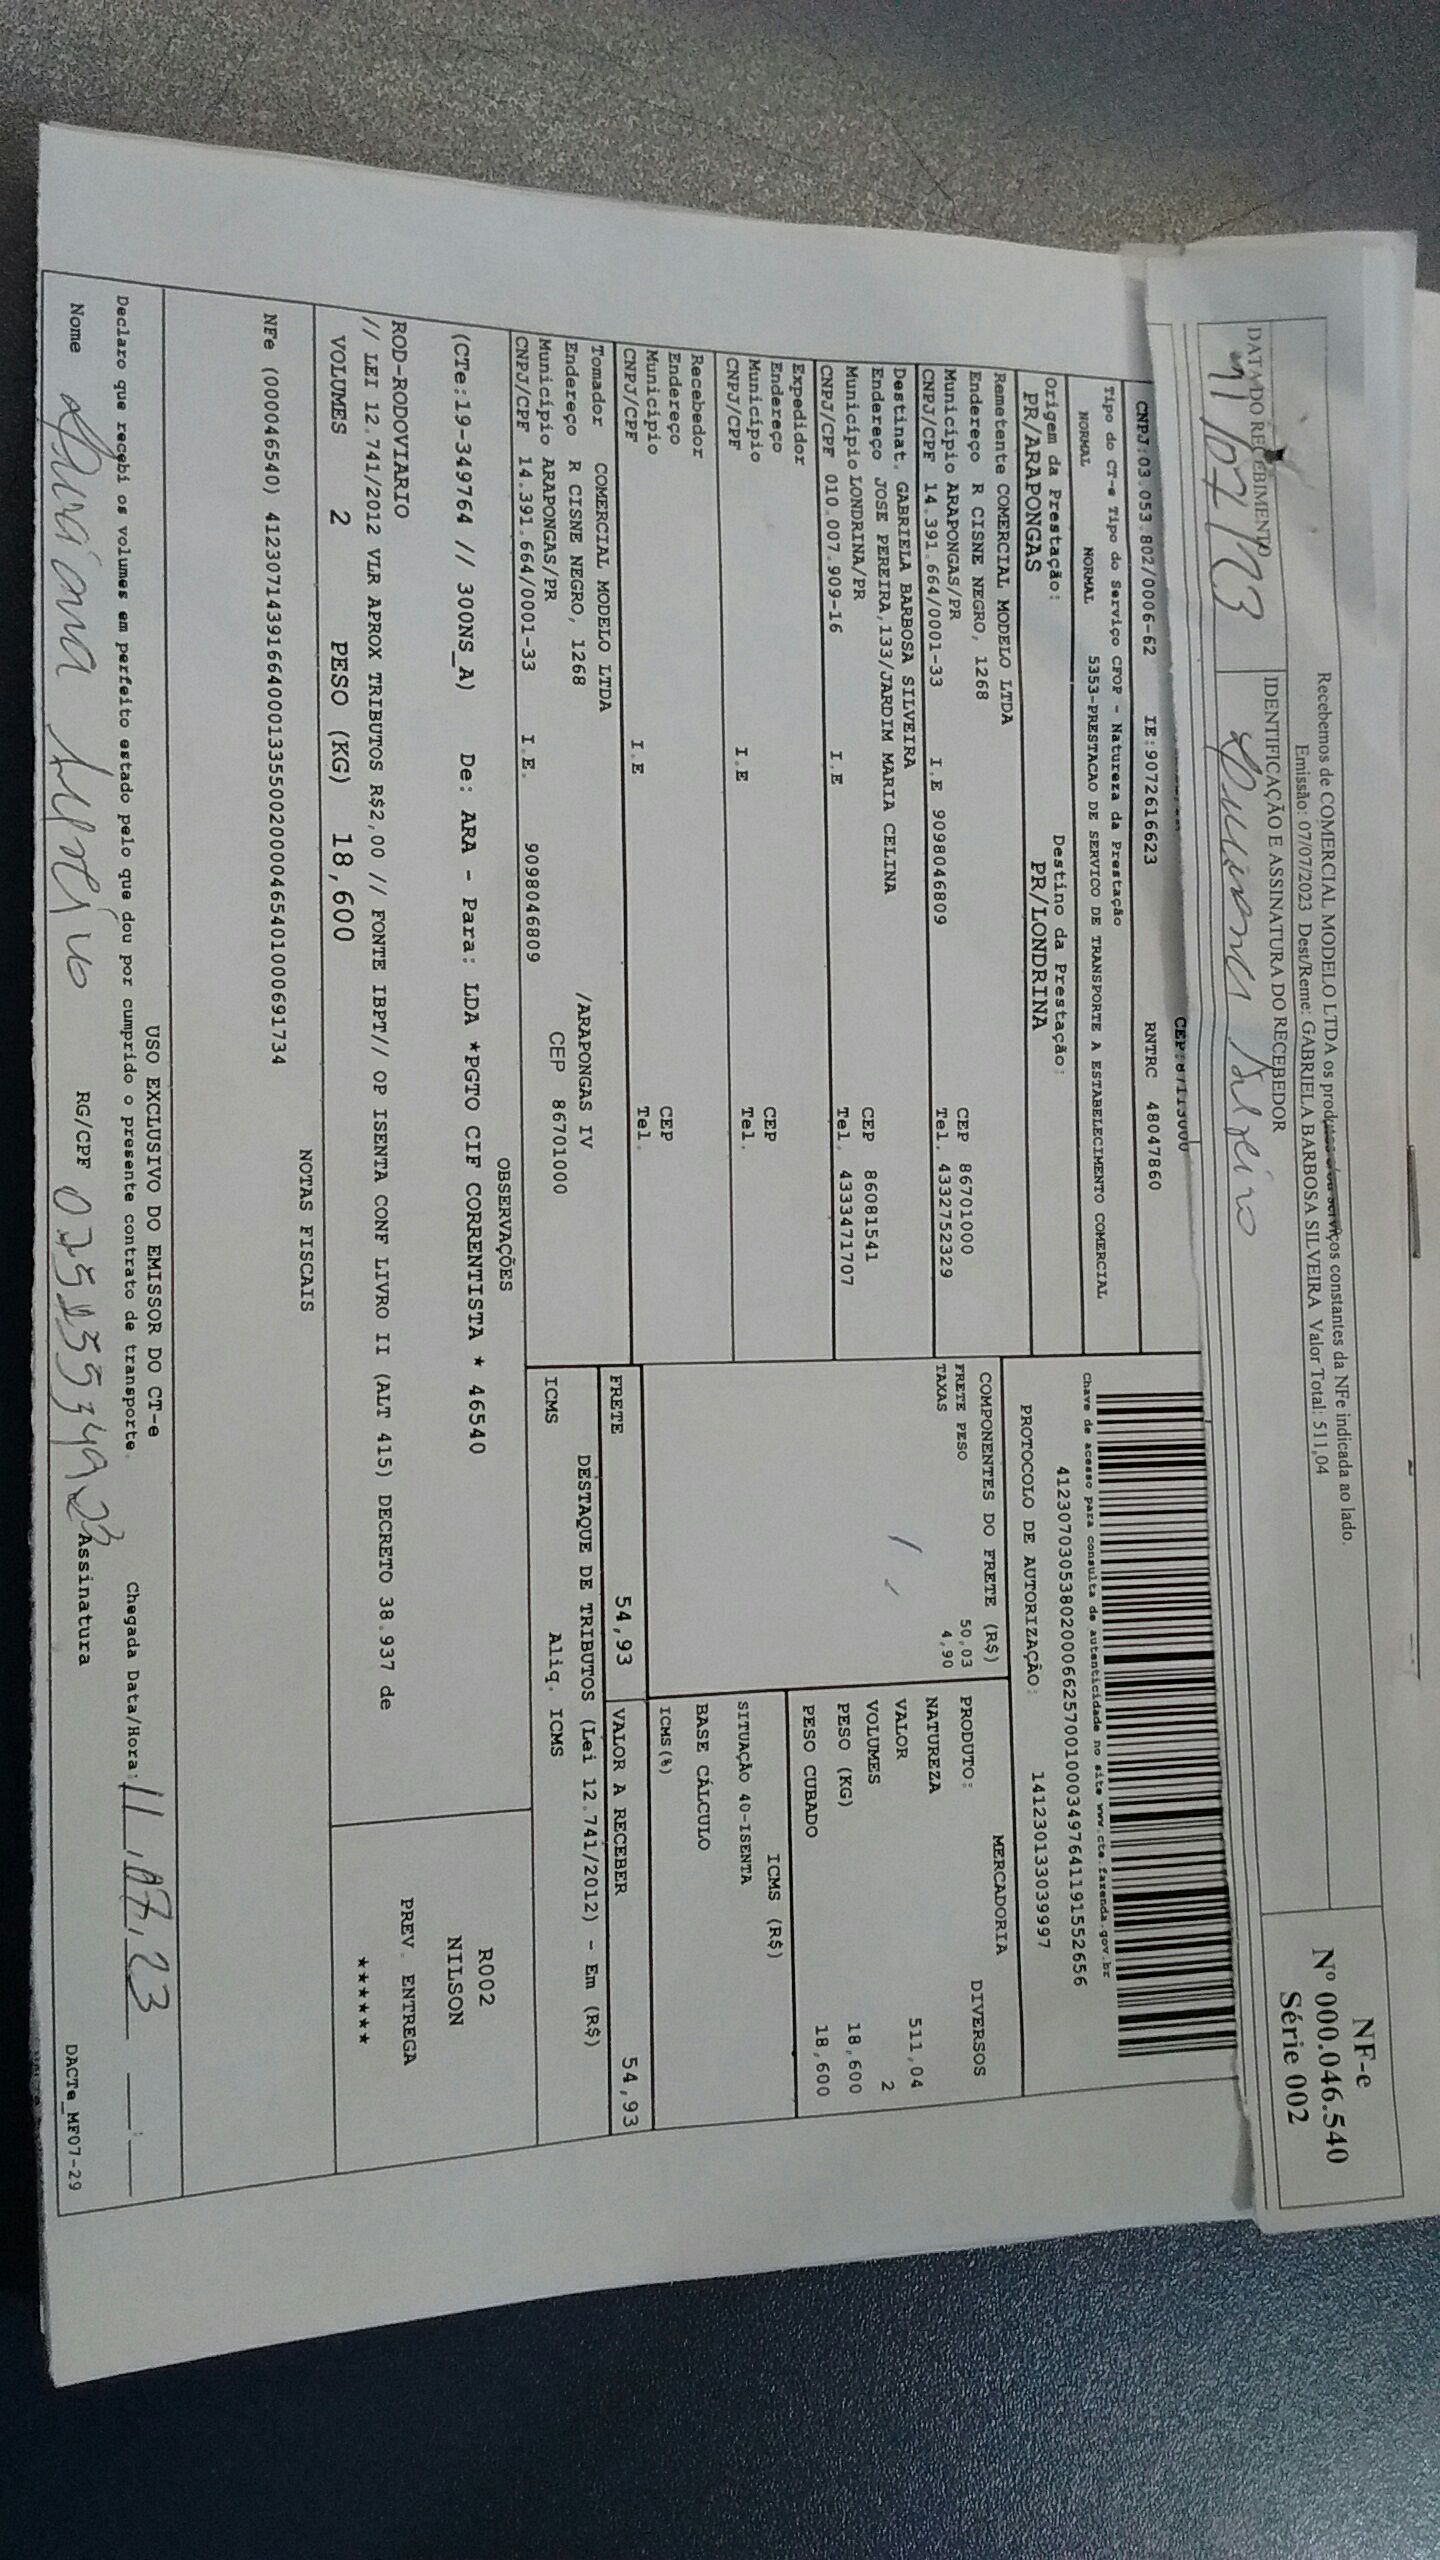 Recebemos de COMERCIAL MODELO LTDA os produtos e/ou serviços constantes da NFe indicada ao lado.
Emissão: 07/07/2023 Dest/Reme: GABRIELA BARBOSA SILVEIRA Valor Total: 511,04
DATA DO RECEBIMENTO
IDENTIFICAÇÃO E ASSINATURA DO RECEBEDOR
11/07/23
NF-e
Nº 000.046.540
Série 002
CNPJ:03.053.802/0006-62 IE:9072616623 RNTRC 48047860
Tipo do CT-e Tipo do Serviço CFOP - Natureza da Prestação
NORMAL NORMAL 5353-PRESTACAO DE SERVICO DE TRANSPORTE A ESTABELECIMENTO COMERCIAL
Origem da Prestação: Destino da Prestação:
PR/ARAPONGAS PR/LONDRINA
Chave de acesso para consulta de autenticidade no site www.cte.fazenda.gov.br
41230703053802000662570010003497641191552656
PROTOCOLO DE AUTORIZAÇÃO: 141230133039997
Remetente COMERCIAL MODELO LTDA
Endereço R CISNE NEGRO, 1268 CEP 86701000
Município ARAPONGAS/PR Tel. 4332752329
CNPJ/CPF 14.391.664/0001-33 I.E 9098046809
Destinat. GABRIELA BARBOSA SILVEIRA
Endereço JOSE PEREIRA,133/JARDIM MARIA CELINA CEP 86081541
Município LONDRINA/PR Tel. 4333471707
CNPJ/CPF 010.007.909-16 I.E
Expedidor
Endereço CEP
Município Tel.
CNPJ/CPF I.E
Recebedor
Endereço CEP
Município Tel.
CNPJ/CPF I.E
Tomador COMERCIAL MODELO LTDA
Endereço R CISNE NEGRO, 1268 /ARAPONGAS IV
Município ARAPONGAS/PR CEP 86701000
CNPJ/CPF 14.391.664/0001-33 I.E. 9098046809
COMPONENTES DO FRETE (R$)
FRETE PESO 50,03
TAXAS 4,90
MERCADORIA
PRODUTO: DIVERSOS
NATUREZA
VALOR 511,04
VOLUMES 2
PESO (KG) 18,600
PESO CUBADO 18,600
ICMS (R$)
SITUAÇÃO 40-ISENTA
BASE CÁLCULO
ICMS(%)
FRETE 54,93
VALOR A RECEBER 54,93
DESTAQUE DE TRIBUTOS (Lei 12.741/2012) - Em (R$)
ICMS Aliq. ICMS
OBSERVAÇÕES
(CTe:19-349764 // 300NS_A) De: ARA - Para: LDA *PGTO CIF CORRENTISTA * 46540
ROD-RODOVIARIO
// LEI 12.741/2012 VLR APROX TRIBUTOS R$2,00 // FONTE IBPT// OP ISENTA CONF LIVRO II (ALT 415) DECRETO 38.937 de
VOLUMES 2 PESO (KG) 18,600
R002
NILSON
PREV. ENTREGA
******
NOTAS FISCAIS
NFe (00046540) 41230714391664000133550020000465401000691734
USO EXCLUSIVO DO EMISSOR DO CT-e
Declaro que recebi os volumes em perfeito estado pelo que dou por cumprido o presente contrato de transporte. Chegada Data/Hora: 11,07,23
Nome RG/CPF Assinatura
DACTe_MF07-29